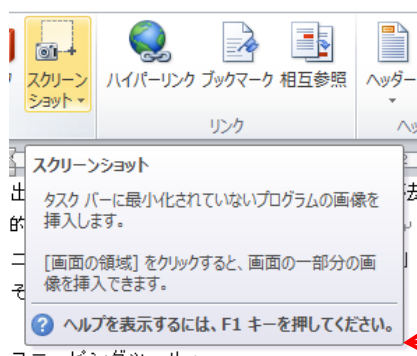 スクリーン
ショット
ハイパーリンク ブックマーク 相互参照 ヘッダー
リンク
スクリーンショット
タスク バーに最小化されていないプログラムの画像を
挿入します。
[画面の領域] をクリックすると、画面の一部分の画
像を挿入できます。
ヘルプを表示するには、F1 キーを押してください。
出
的
ニ
そ